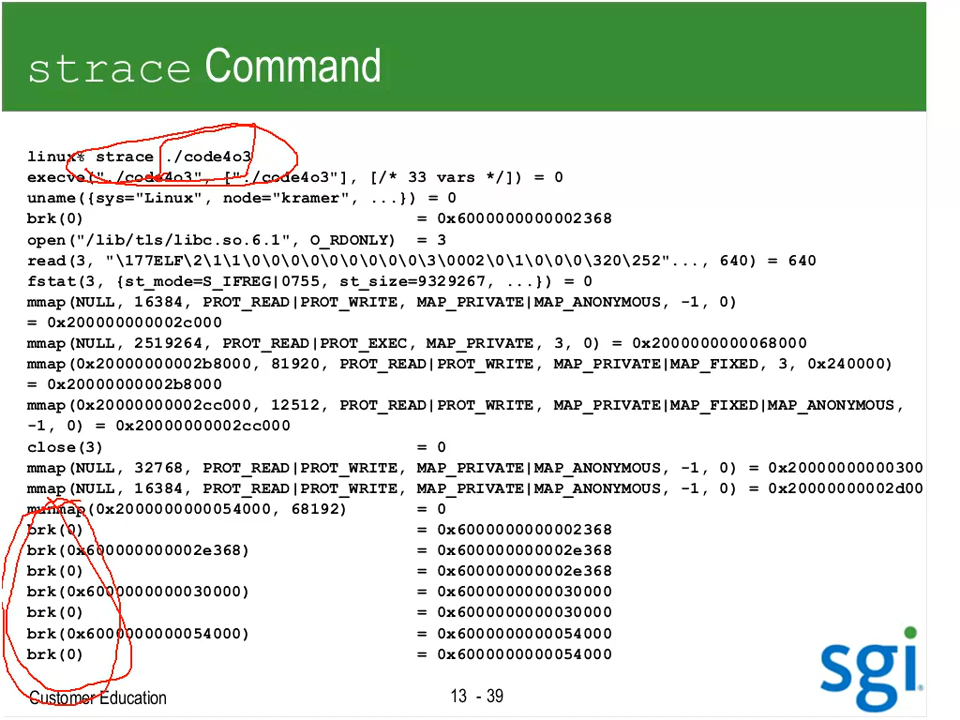 strace Command
linux% strace ./code4o3
execve("./code4o3", ["./code4o3"], [/* 33 vars */]) = 0
uname({sys="Linux", node="kramer", ...}) = 0
brk(0) = 0x6000000000002368
open("/lib/tls/libc.so.6.1", O_RDONLY) = 3
read(3, "\177ELF\2\1\1\0\0\0\0\0\0\0\0\0\3\0002\0\1\0\0\0\320\252"..., 640) = 640
fstat(3, {st_mode=S_IFREG|0755, st_size=9329267, ...}) = 0
mmap(NULL, 16384, PROT_READ|PROT_WRITE, MAP_PRIVATE|MAP_ANONYMOUS, -1, 0)
= 0x200000000002c000
mmap(NULL, 2519264, PROT_READ|PROT_EXEC, MAP_PRIVATE, 3, 0) = 0x2000000000068000
mmap(0x20000000002b8000, 81920, PROT_READ|PROT_WRITE, MAP_PRIVATE|MAP_FIXED, 3, 0x240000)
= 0x20000000002b8000
mmap(0x20000000002cc000, 12512, PROT_READ|PROT_WRITE, MAP_PRIVATE|MAP_FIXED|MAP_ANONYMOUS,
-1, 0) = 0x20000000002cc000
close(3) = 0
mmap(NULL, 32768, PROT_READ|PROT_WRITE, MAP_PRIVATE|MAP_ANONYMOUS, -1, 0) = 0x20000000000300
mmap(NULL, 16384, PROT_READ|PROT_WRITE, MAP_PRIVATE|MAP_ANONYMOUS, -1, 0) = 0x20000000002d00
munmap(0x2000000000054000, 68192) = 0
brk(0) = 0x6000000000002368
brk(0x600000000002e368) = 0x600000000002e368
brk(0) = 0x600000000002e368
brk(0x6000000000030000) = 0x6000000000030000
brk(0) = 0x6000000000030000
brk(0x6000000000054000) = 0x6000000000054000
brk(0) = 0x6000000000054000
Customer Education
13 - 39
sgi